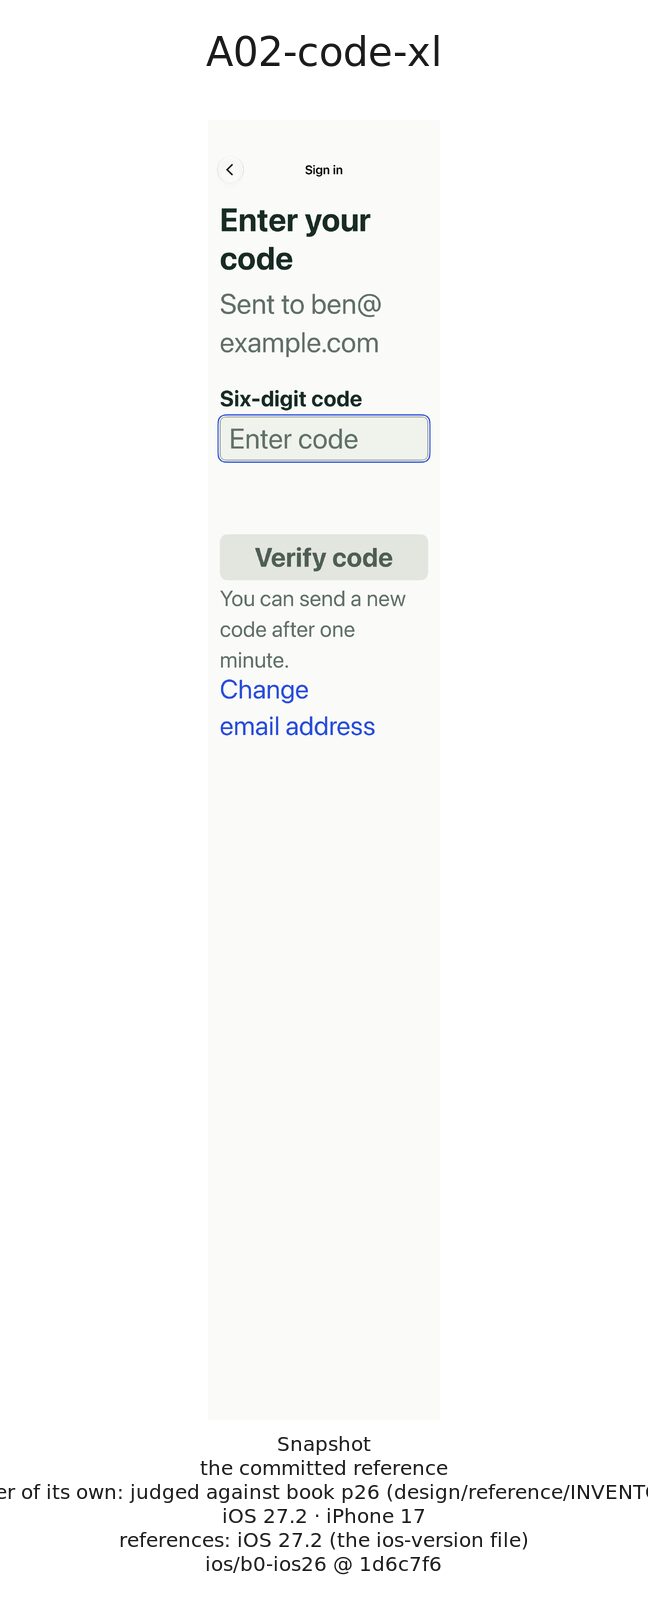 A02-code-xl
Sign in
Enter your
code
Sent to ben@
example.com
Six-digit code
Enter code
Verify code
You can send a new
code after one
minute.
Change
email address
Snapshot
the committed reference
er of its own: judged against book p26 (design/reference/INVENT
iOS 27.2 · iPhone 17
references: iOS 27.2 (the ios-version file)
ios/b0-ios26 @ 1d6c7f6